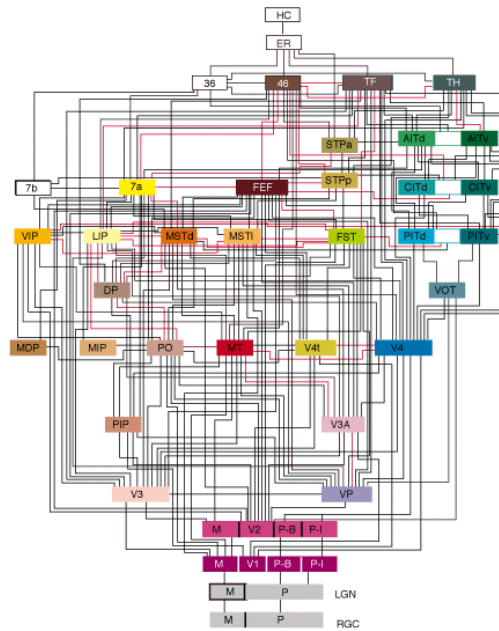 HC
ER
36 46 TF TH
STPa AITd AITv
7b 7a FEF STPp CITd CITv
VIP LIP MSTd MSTl FST PITd PITv
DP VOT
MDP MIP PO MT V4t V4
PIP V3A
V3 VP
M V2 P-B P-I
M V1 P-B P-I
M P LGN
M P RGC